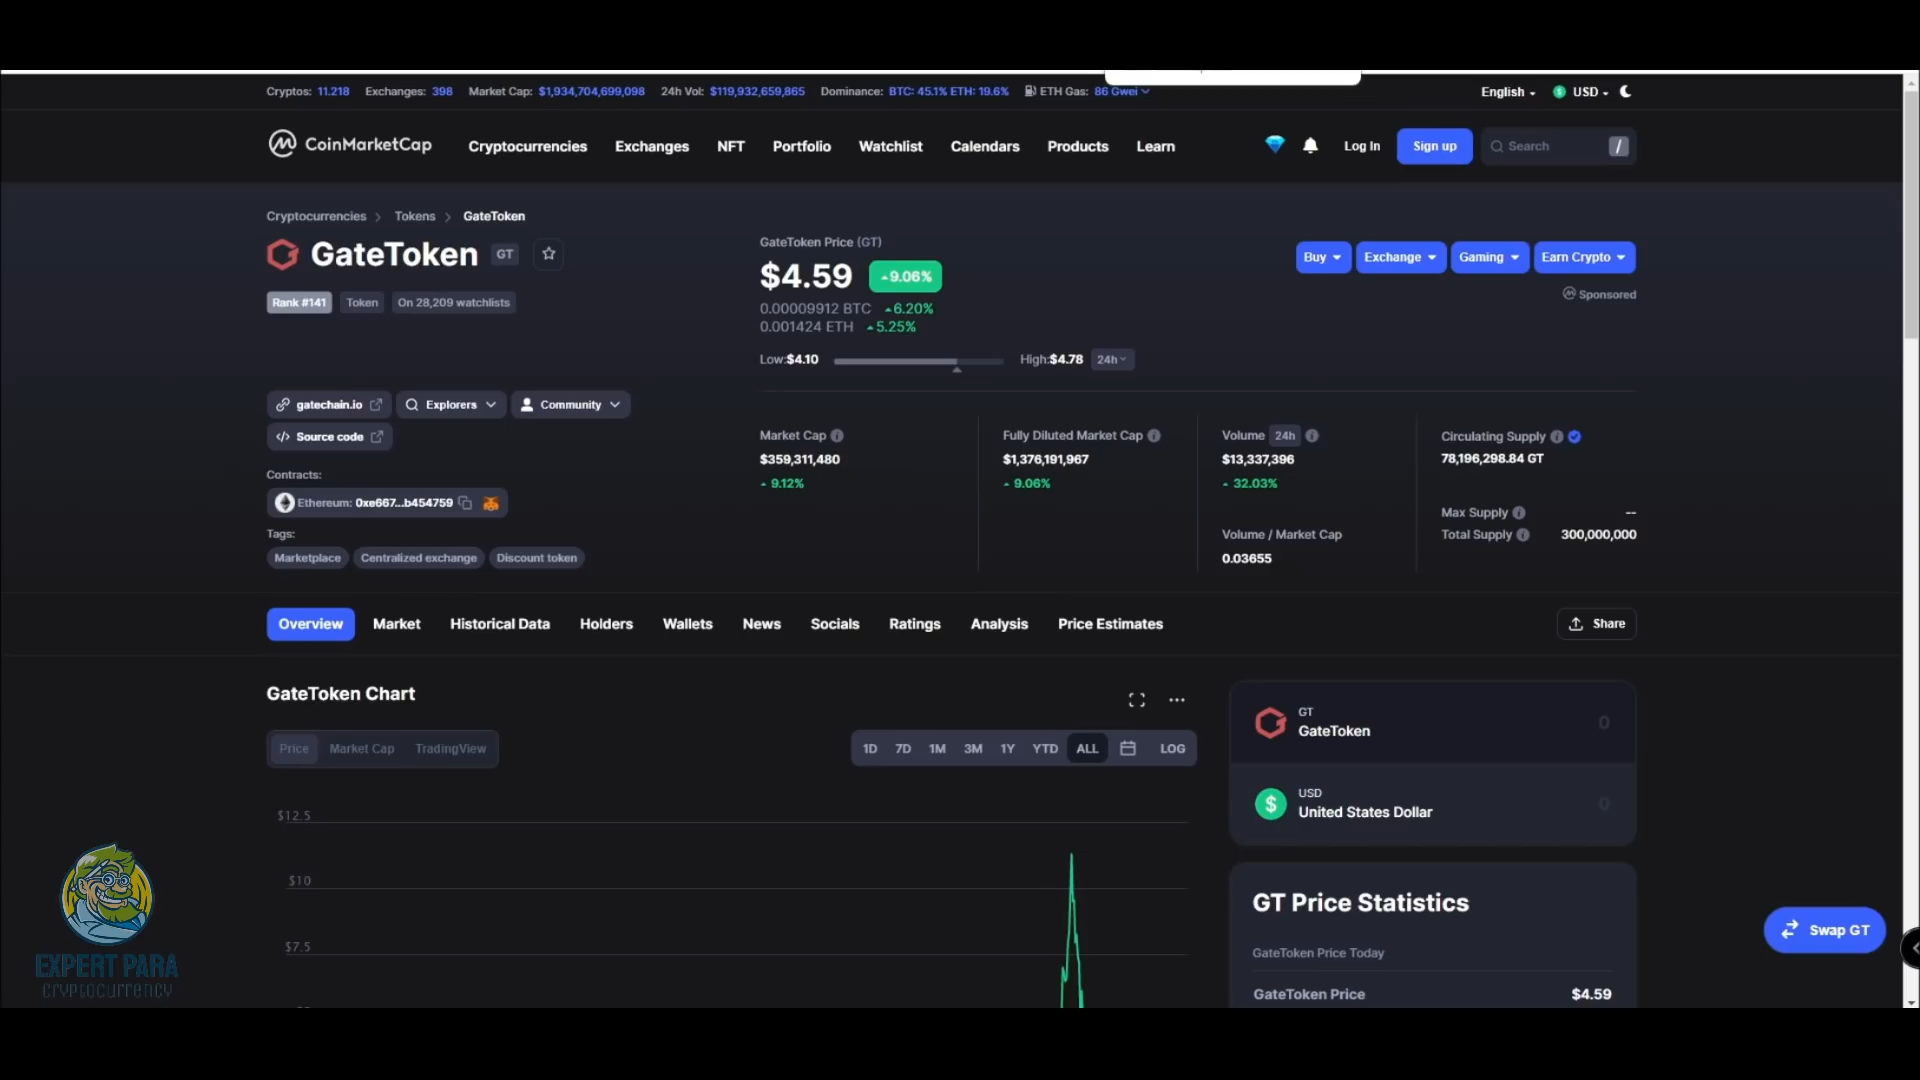 Cryptos: 11.218 Exchanges: 398 Market Cap: $1,934,704,699,098 24h Vol: $119,932,659,865 Dominance: BTC: 45.1% ETH: 19.6% ETH Gas: 86 Gwei English USD
CoinMarketCap Cryptocurrencies Exchanges NFT Portfolio Watchlist Calendars Products Learn Log In Sign up Search /
Cryptocurrencies > Tokens > GateToken
GateToken GT
Rank #141 Token On 28,209 watchlists
GateToken Price (GT)
$4.59 9.06%
0.00009912 BTC 6.20%
0.001424 ETH 5.25%
Low:$4.10 High:$4.78 24h
Buy Exchange Gaming Earn Crypto
Sponsored
gatechain.io Explorers Community
Source code
Contracts:
Ethereum: 0xe667...b454759
Tags:
Marketplace Centralized exchange Discount token
Market Cap
$359,311,480
9.12%
Fully Diluted Market Cap
$1,376,191,967
9.06%
Volume 24h
$13,337,396
32.03%
Volume / Market Cap
0.03655
Circulating Supply
78,196,298.84 GT
Max Supply --
Total Supply 300,000,000
Overview Market Historical Data Holders Wallets News Socials Ratings Analysis Price Estimates Share
GateToken Chart
Price Market Cap TradingView 1D 7D 1M 3M 1Y YTD ALL LOG
$12.5
$10
$7.5
GT
GateToken 0
USD
United States Dollar 0
GT Price Statistics
GateToken Price Today
GateToken Price $4.59
Swap GT
EXPERT PARA
CRYPTOCURRENCY